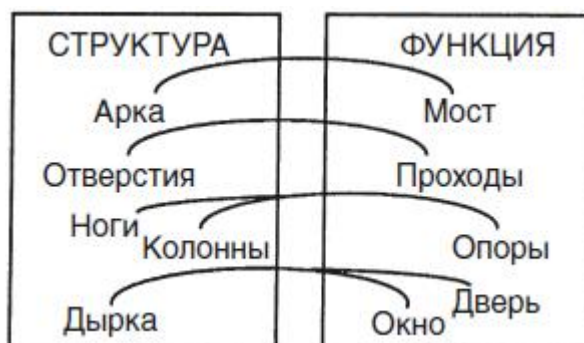 СТРУКТУРА
Арка
Отверстия
Ноги
Колонны
Дырка
ФУНКЦИЯ
Мост
Проходы
Опоры
Дверь
Окно